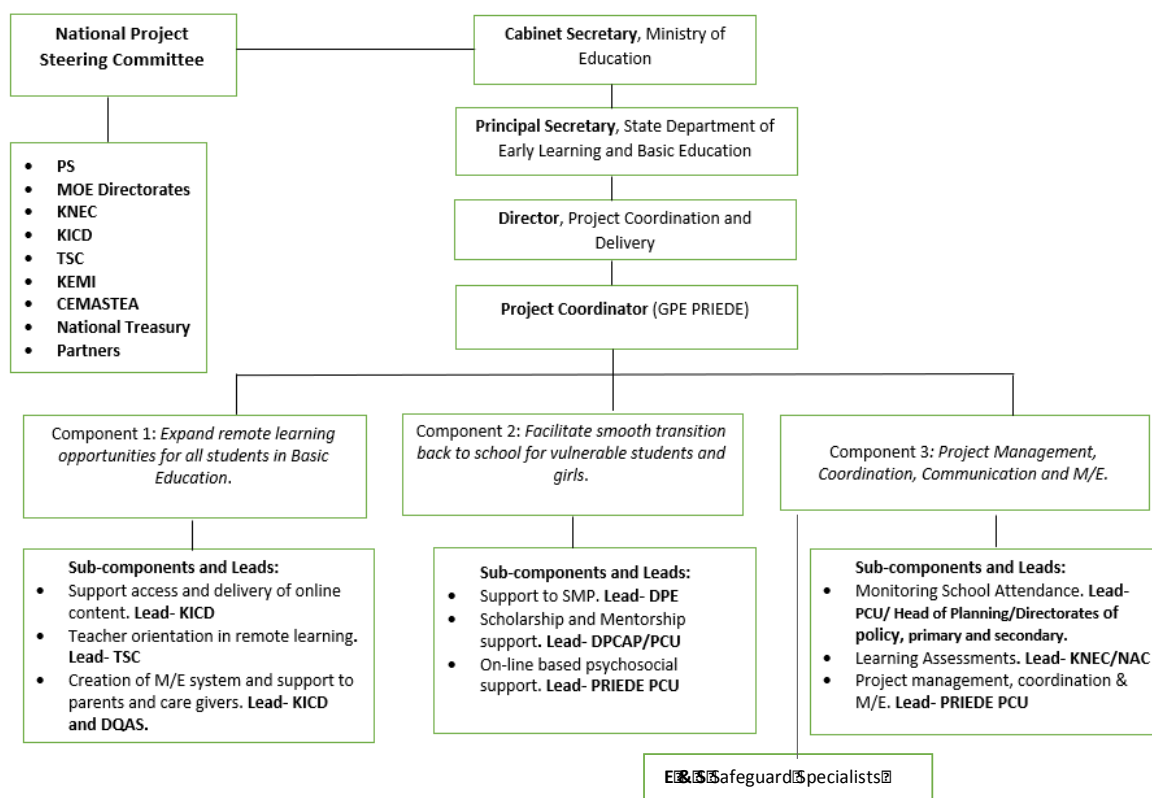 National Project
Steering Committee
Cabinet Secretary, Ministry of
Education
Principal Secretary, State Department of
Early Learning and Basic Education
• PS
• MOE Directorates
• KNEC
• KICD
• TSC
• KEMI
• CEMASTEA
• National Treasury
• Partners
Director, Project Coordination and
Delivery
Project Coordinator (GPE PRIEDE)
Component 1: Expand remote learning
opportunities for all students in Basic
Education.
Component 2: Facilitate smooth transition
back to school for vulnerable students and
girls.
Component 3: Project Management,
Coordination, Communication and M/E.
Sub-components and Leads:
• Support access and delivery of online
content. Lead- KICD
• Teacher orientation in remote learning.
Lead- TSC
• Creation of M/E system and support to
parents and care givers. Lead- KICD
and DQAS.
Sub-components and Leads:
• Support to SMP. Lead- DPE
• Scholarship and Mentorship
support. Lead- DPCAP/PCU
• On-line based psychosocial
support. Lead- PRIEDE PCU
Sub-components and Leads:
• Monitoring School Attendance. Lead-
PCU/ Head of Planning/Directorates of
policy, primary and secondary.
• Learning Assessments. Lead- KNEC/NAC
• Project management, coordination &
M/E. Lead- PRIEDE PCU
E & S Safeguard Specialists